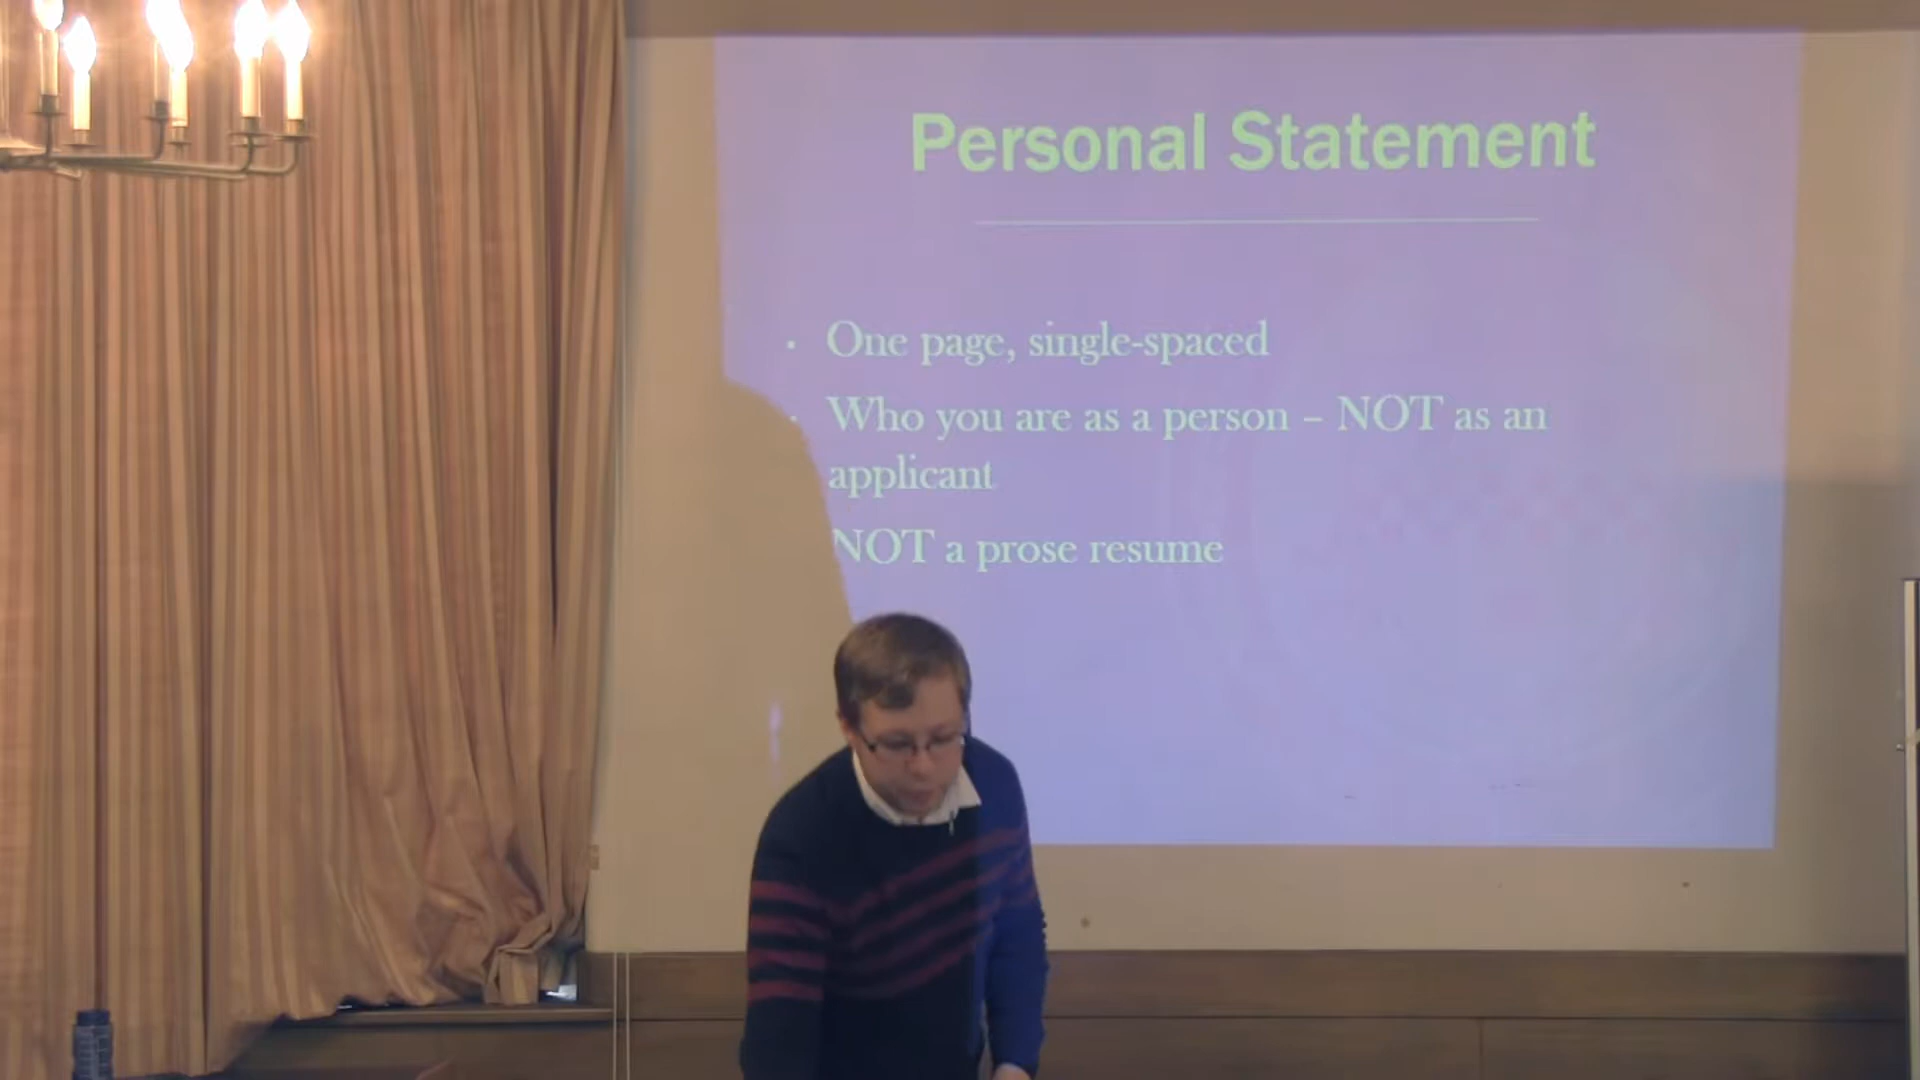 Personal Statement
One page, single-spaced
Who you are as a person – NOT as an
applicant
NOT a prose resume